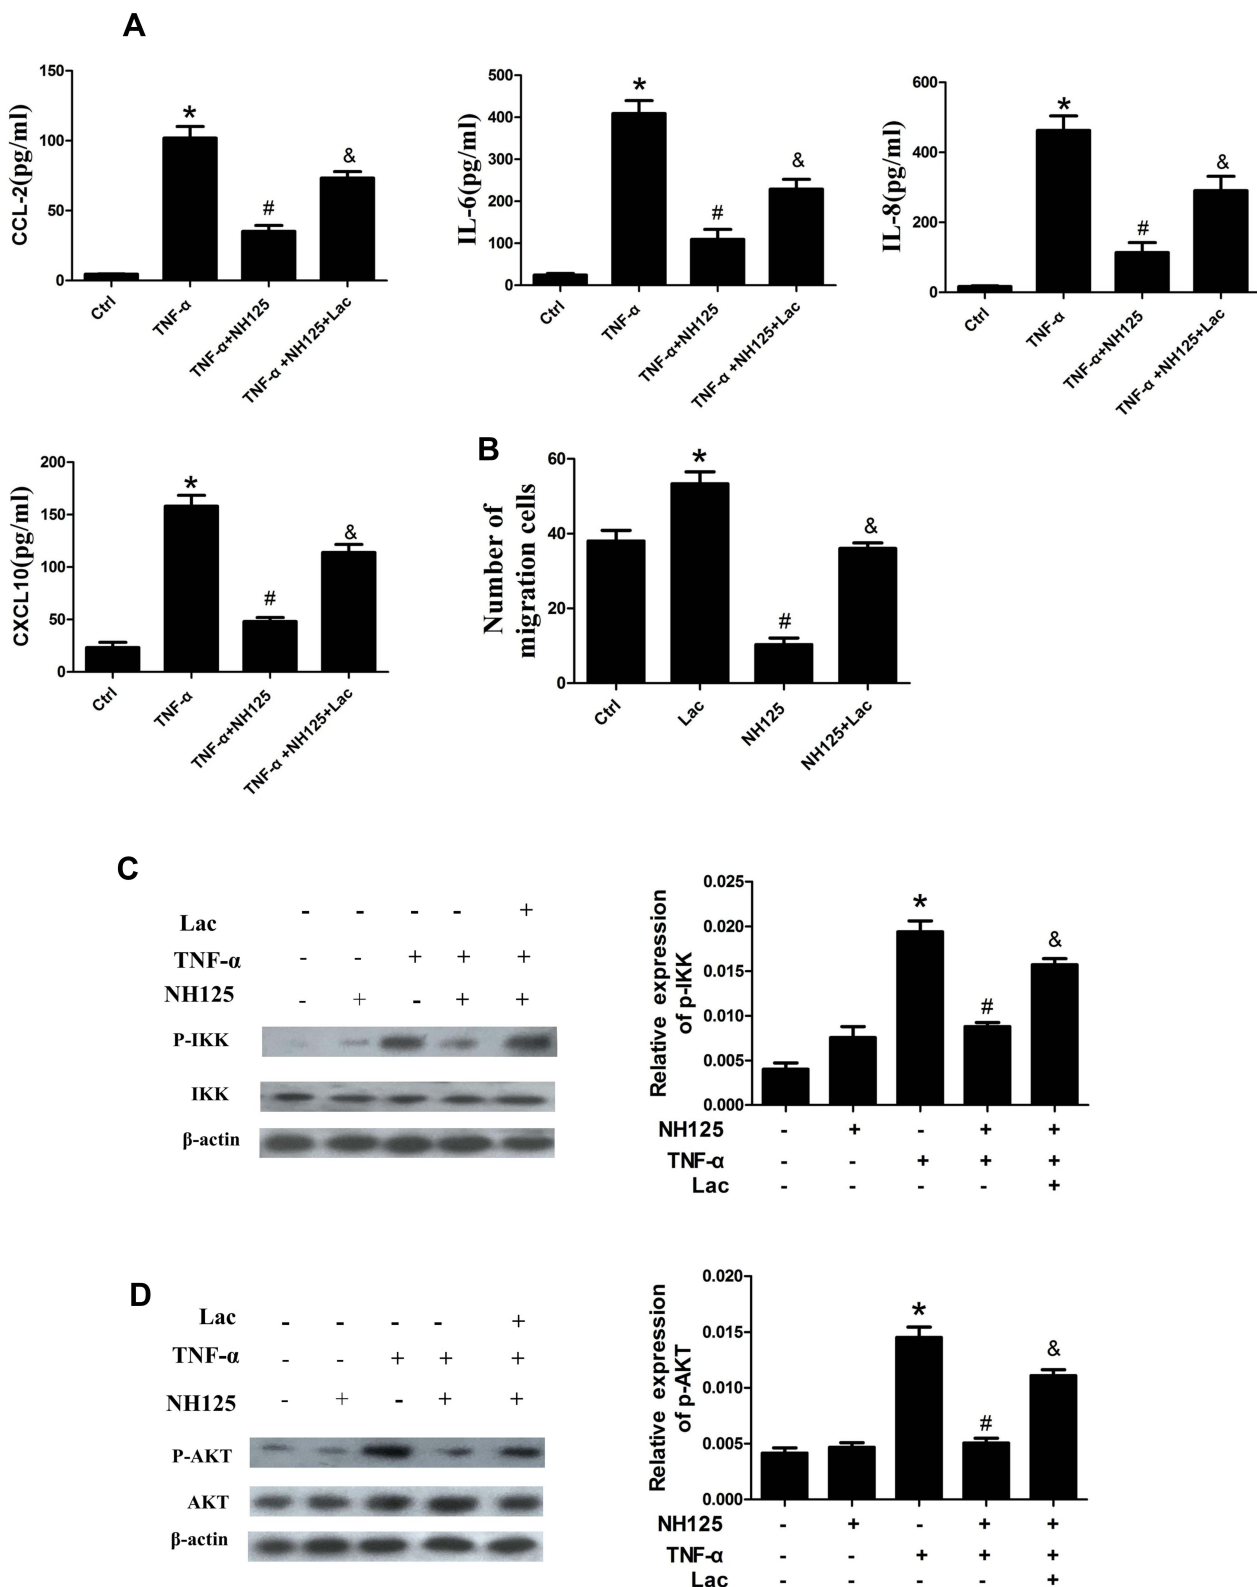 A
CCL-2(pg/ml)
150
100
50
0
*
#
&
Ctrl
TNF-α
TNF-α+NH125
TNF-α +NH125+Lac
IL-6(pg/ml)
500
400
300
200
100
0
*
#
&
Ctrl
TNF-α
TNF-α+NH125
TNF-α +NH125+Lac
IL-8(pg/ml)
600
400
200
0
*
#
&
Ctrl
TNF-α
TNF-α+NH125
TNF-α +NH125+Lac
CXCL10(pg/ml)
200
150
100
50
0
*
#
&
Ctrl
TNF-α
TNF-α+NH125
TNF-α +NH125+Lac
B
Number of
migration cells
60
40
20
0
*
#
&
Ctrl
Lac
NH125
NH125+Lac
C
Lac - - - - +
TNF-α - - + + +
NH125 - + - + +
P-IKK
IKK
β-actin
Relative expression
of p-IKK
0.025
0.020
0.015
0.010
0.005
0.000
*
#
&
NH125 - + - + +
TNF-α - - + + +
Lac - - - - +
D
Lac - - - - +
TNF-α - - + + +
NH125 - + - + +
P-AKT
AKT
β-actin
Relative expression
of p-AKT
0.020
0.015
0.010
0.005
0.000
*
#
&
NH125 - + - + +
TNF-α - - + + +
Lac - - - - +